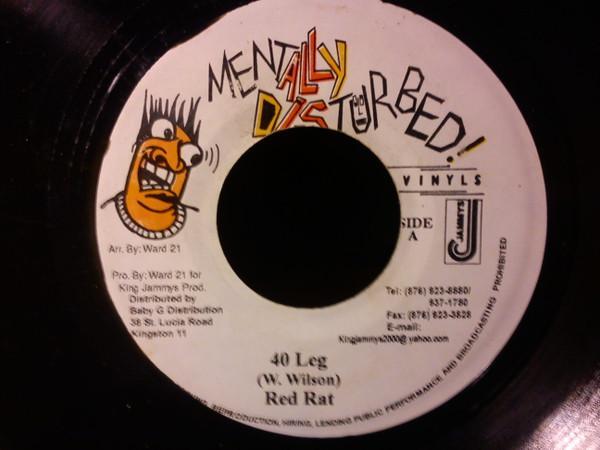 MENTALLY
DISTURBED!
VINYLS
SIDE
A
JAMMYS
Arr. By: Ward 21
Pro. By: Ward 21 for
King Jammys Prod.
Distributed by
Baby G Distribution
38 St. Lucia Road
Kingston 11
Tel: (876) 923-8880/
937-1780
Fax: (876) 923-3828
E-mail:
Kingjammys2000@yahoo.com
40 Leg
(W. Wilson)
Red Rat
REPRODUCTION, HIRING, LENDING PUBLIC PERFORMANCE AND BROADCASTING PROHIBITED